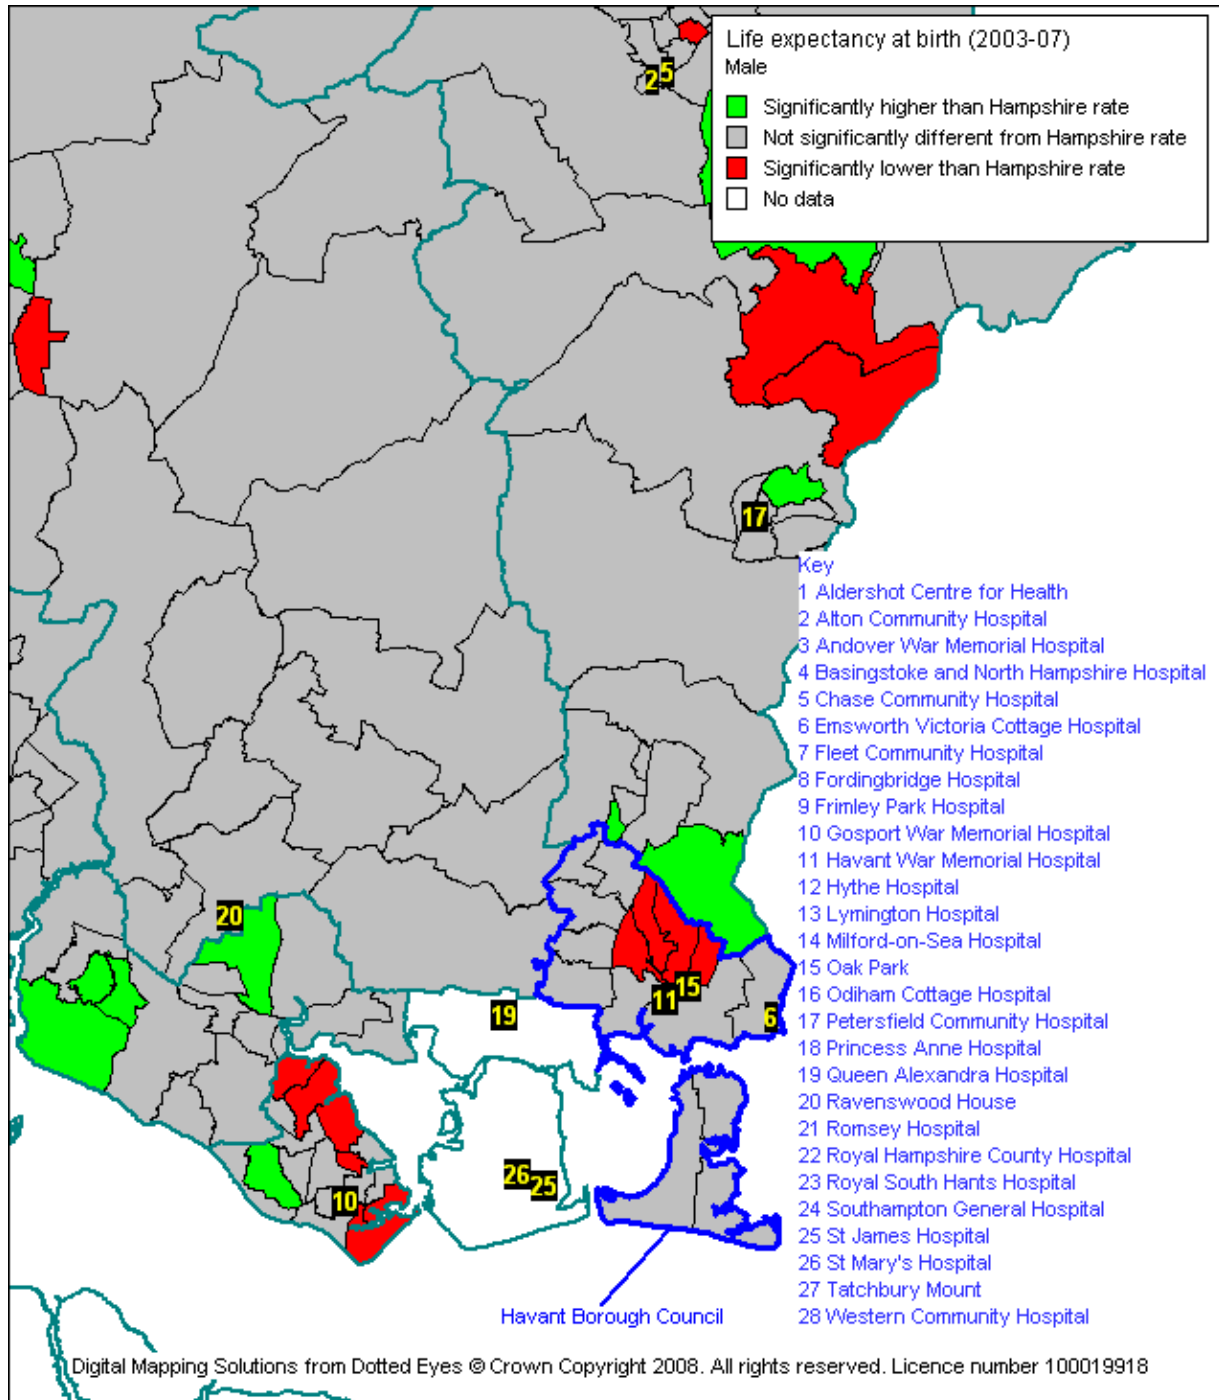 Life expectancy at birth (2003-07)
Male
Significantly higher than Hampshire rate
Not significantly different from Hampshire rate
Significantly lower than Hampshire rate
No data
2
5
17
Key
1 Aldershot Centre for Health
2 Alton Community Hospital
3 Andover War Memorial Hospital
4 Basingstoke and North Hampshire Hospital
5 Chase Community Hospital
6 Emsworth Victoria Cottage Hospital
7 Fleet Community Hospital
8 Fordingbridge Hospital
9 Frimley Park Hospital
10 Gosport War Memorial Hospital
11 Havant War Memorial Hospital
12 Hythe Hospital
13 Lymington Hospital
14 Milford-on-Sea Hospital
15 Oak Park
16 Odiham Cottage Hospital
17 Petersfield Community Hospital
18 Princess Anne Hospital
19 Queen Alexandra Hospital
20 Ravenswood House
21 Romsey Hospital
22 Royal Hampshire County Hospital
23 Royal South Hants Hospital
24 Southampton General Hospital
25 St James Hospital
26 St Mary's Hospital
27 Tatchbury Mount
28 Western Community Hospital
20
15
11
19
6
26
25
10
Havant Borough Council
Digital Mapping Solutions from Dotted Eyes © Crown Copyright 2008. All rights reserved. Licence number 100019918